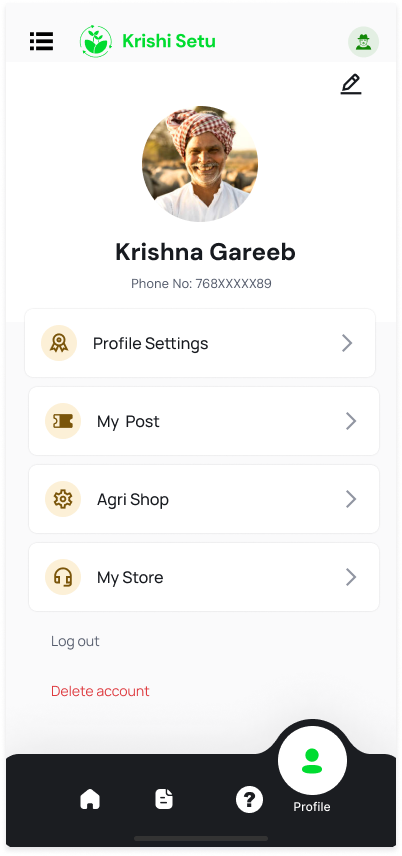 Krishi Setu
Krishna Gareeb
Phone No: 768XXXXX89
Profile Settings
My Post
Agri Shop
My Store
Log out
Delete account
?
Profile